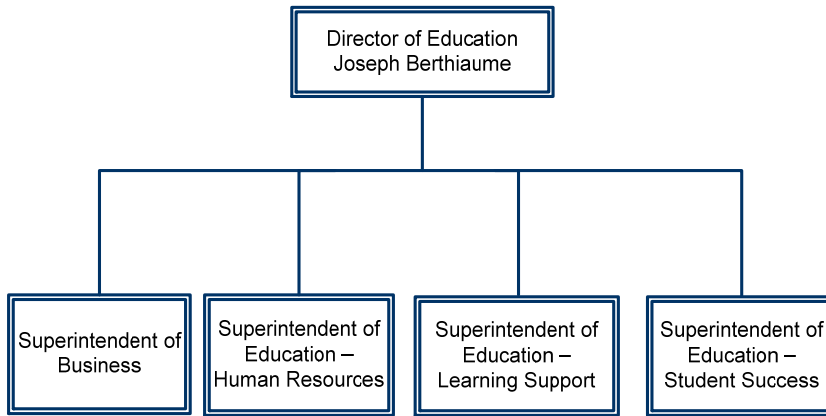 Director of Education
Joseph Berthiaume
Superintendent of
Business
Superintendent of
Education –
Human Resources
Superintendent of
Education –
Learning Support
Superintendent of
Education –
Student Success